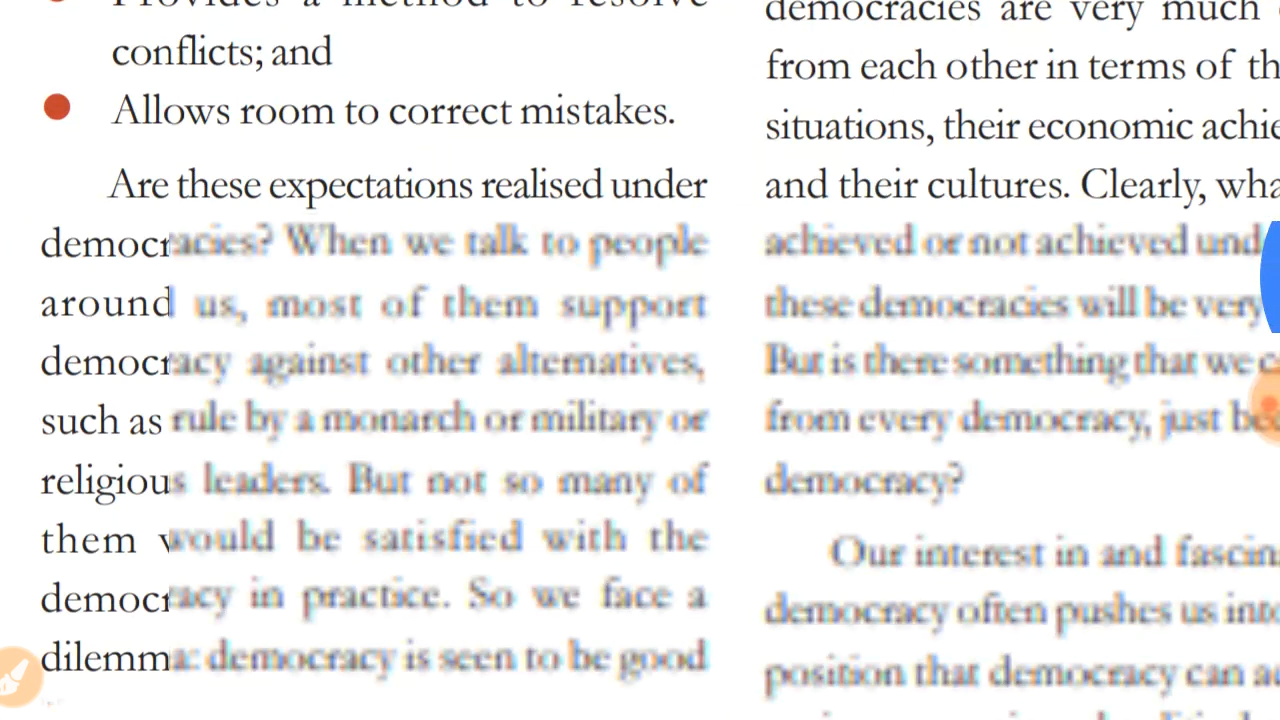 Provides a method to resolve
conflicts; and
Allows room to correct mistakes.
Are these expectations realised under
democracies? When we talk to people
around us, most of them support
democracy against other alternatives,
such as rule by a monarch or military or
religious leaders. But not so many of
them would be satisfied with the
democracy in practice. So we face a
dilemma: democracy is seen to be good
democracies are very much
from each other in terms of
situations, their economic
and their cultures. Clearly,
achieved or not achieved
these democracies will be very
But is there something that we
from every democracy, just
democracy?
Our interest in and
democracy often pushes us
position that democracy can